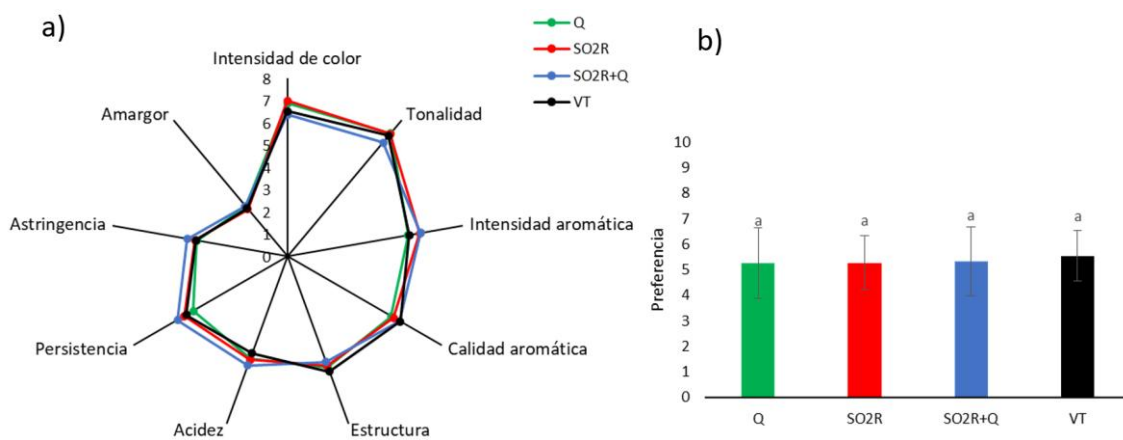 a)
Q
SO2R
SO2R+Q
VT
Intensidad de color
Tonalidad
Intensidad aromática
Calidad aromática
Estructura
Acidez
Persistencia
Astringencia
Amargor
8
7
6
5
4
3
2
1
0
b)
Preferencia
10
9
8
7
6
5
4
3
2
1
0
a
a
a
a
Q
SO2R
SO2R+Q
VT